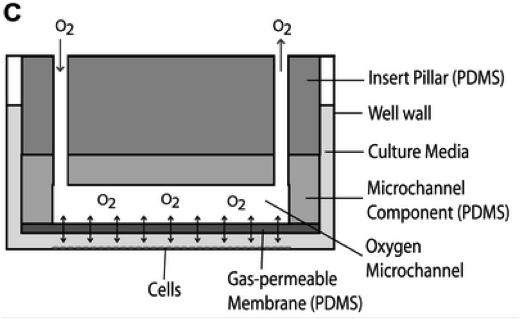 C
O2
O2
Insert Pillar (PDMS)
Well wall
Culture Media
Microchannel
Component (PDMS)
O2
O2
O2
Oxygen
Microchannel
Cells
Gas-permeable
Membrane (PDMS)